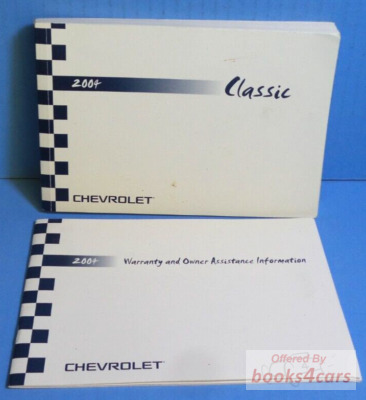 2004
Classic
CHEVROLET
2004
Warranty and Owner Assistance Information
CHEVROLET
Offered By
books4cars